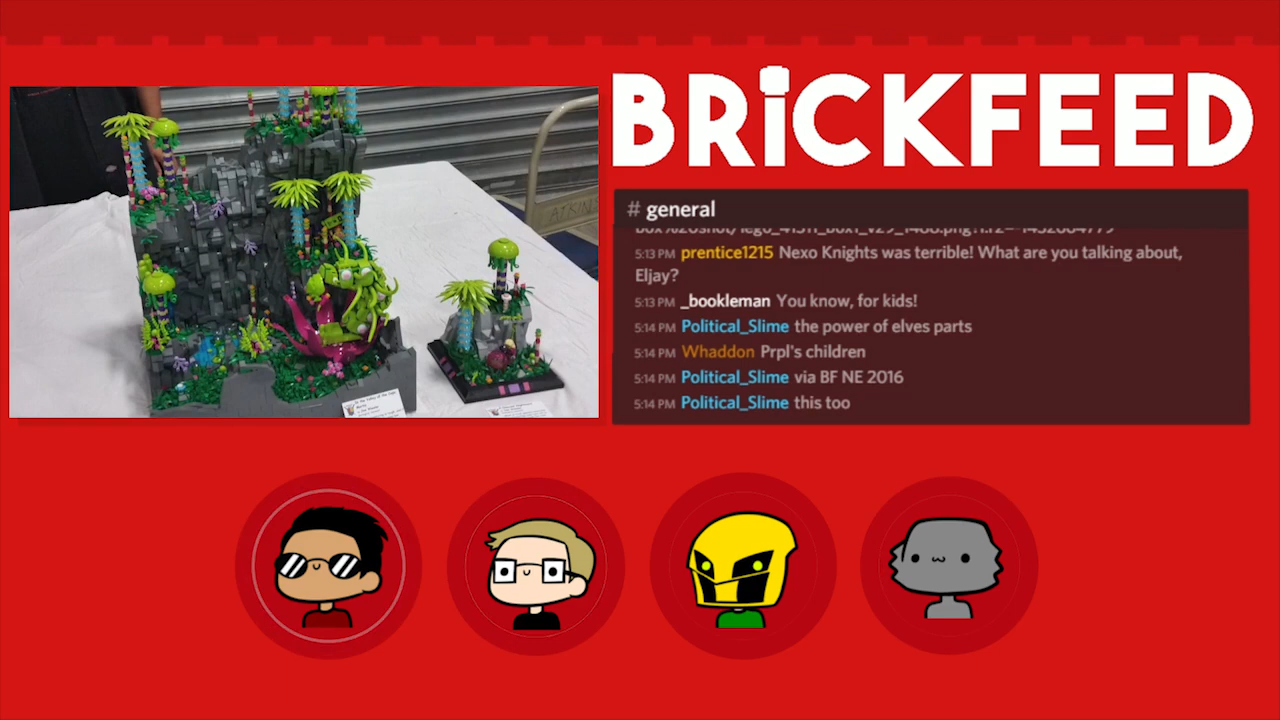 BRICKFEED
# general
5:13 PM prentice1215 Nexo Knights was terrible! What are you talking about,
Eljay?
5:13 PM _bookleman You know, for kids!
5:14 PM Political_Slime the power of elves parts
5:14 PM Whaddon Prpl's children
5:14 PM Political_Slime via BF NE 2016
5:14 PM Political_Slime this too